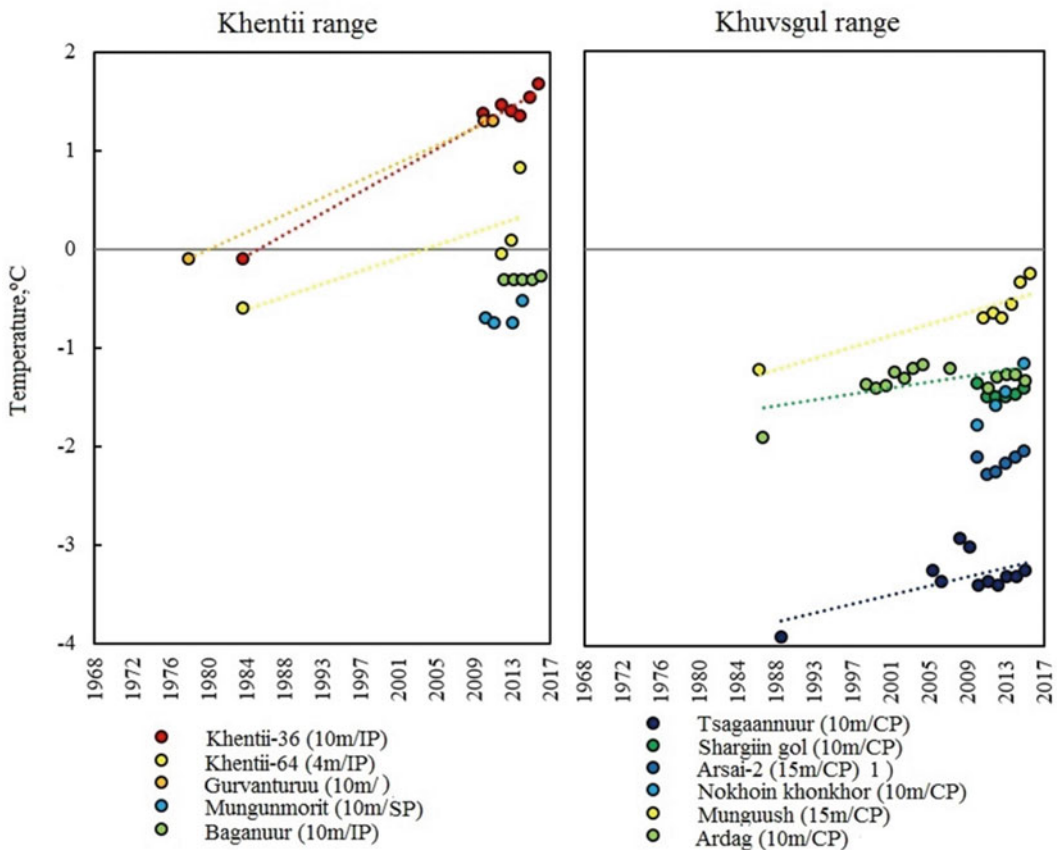 Khentii range
Khuvsgul range
Temperature,ºC
2
1
0
-1
-2
-3
-4
1968
1972
1976
1980
1984
1988
1993
1997
2001
2005
2009
2013
2017
1968
1972
1976
1980
1984
1988
1993
1997
2001
2005
2009
2013
2017
Khentii-36 (10m/IP)
Khentii-64 (4m/IP)
Gurvanturuu (10m/)
Mungunmorit (10m/SP)
Baganuur (10m/IP)
Tsagaannuur (10m/CP)
Shargiin gol (10m/CP)
Arsai-2 (15m/CP) 1 )
Nokhoin khonkhor (10m/CP)
Munguush (15m/CP)
Ardag (10m/CP)